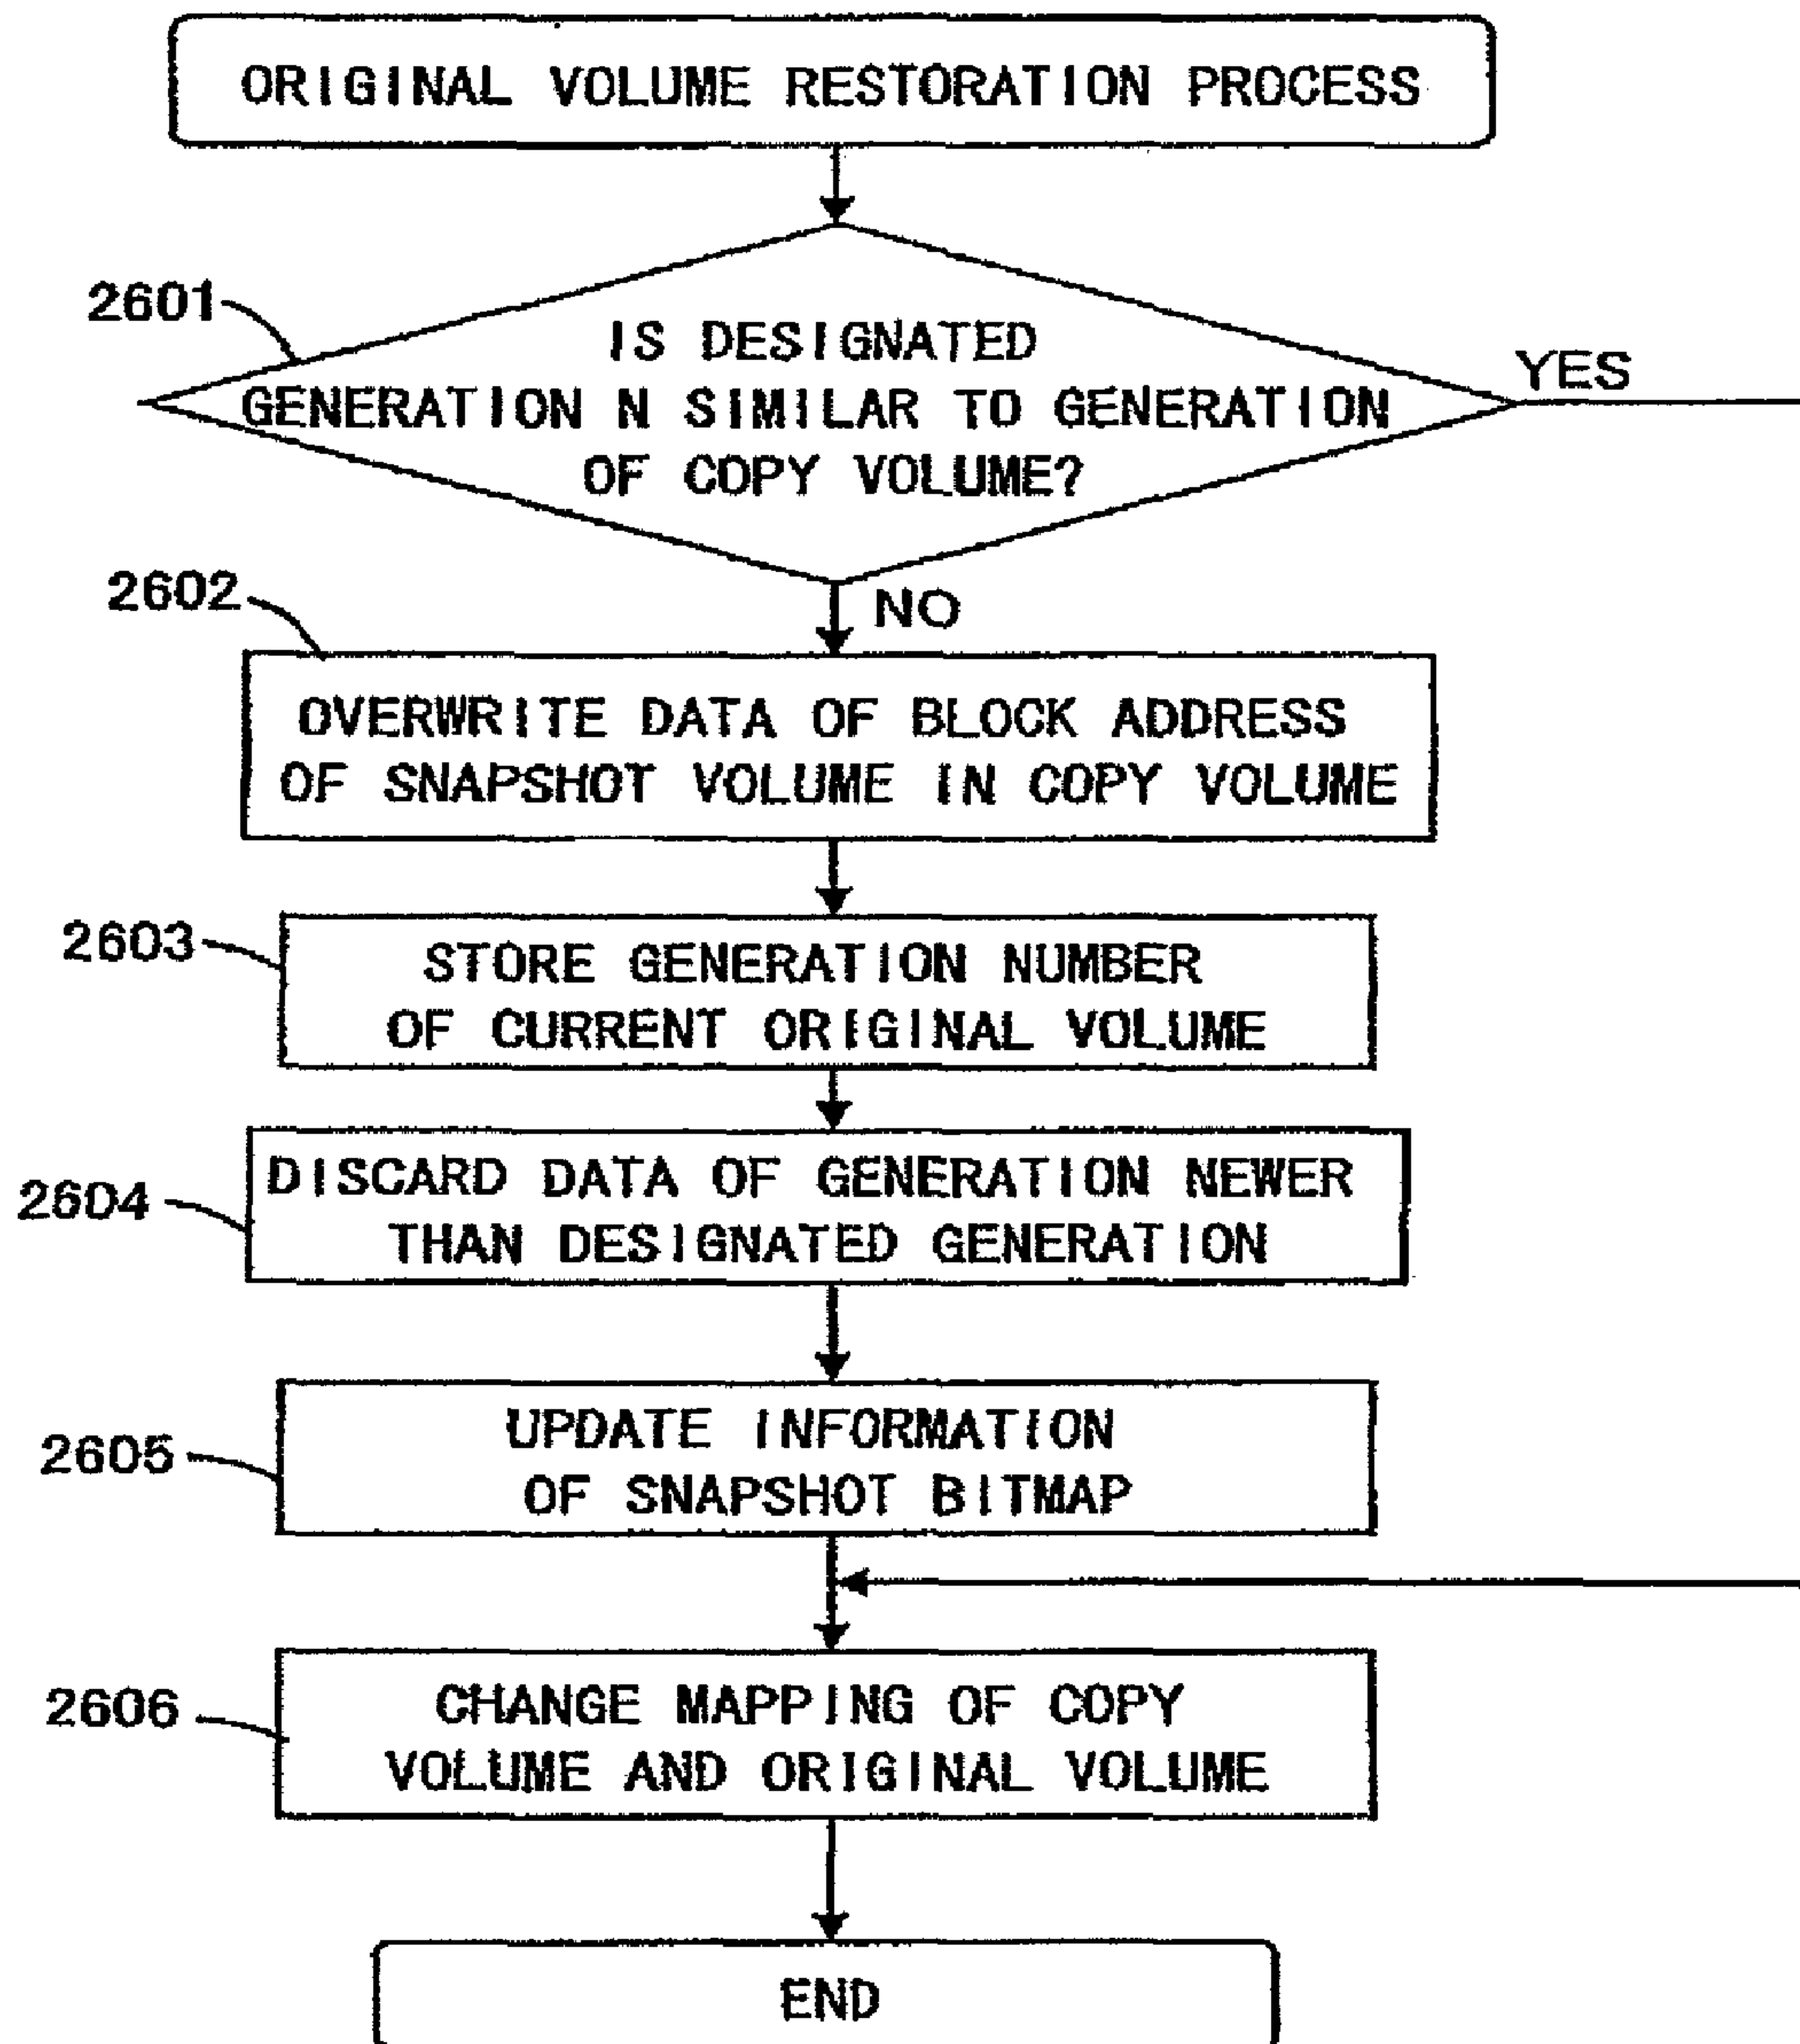 ORIGINAL VOLUME RESTORATION PROCESS
2601
IS DESIGNATED
GENERATION N SIMILAR TO GENERATION
OF COPY VOLUME?
YES
NO
2602
OVERWRITE DATA OF BLOCK ADDRESS
OF SNAPSHOT VOLUME IN COPY VOLUME
2603
STORE GENERATION NUMBER
OF CURRENT ORIGINAL VOLUME
2604
DISCARD DATA OF GENERATION NEWER
THAN DESIGNATED GENERATION
2605
UPDATE INFORMATION
OF SNAPSHOT BITMAP
2606
CHANGE MAPPING OF COPY
VOLUME AND ORIGINAL VOLUME
END